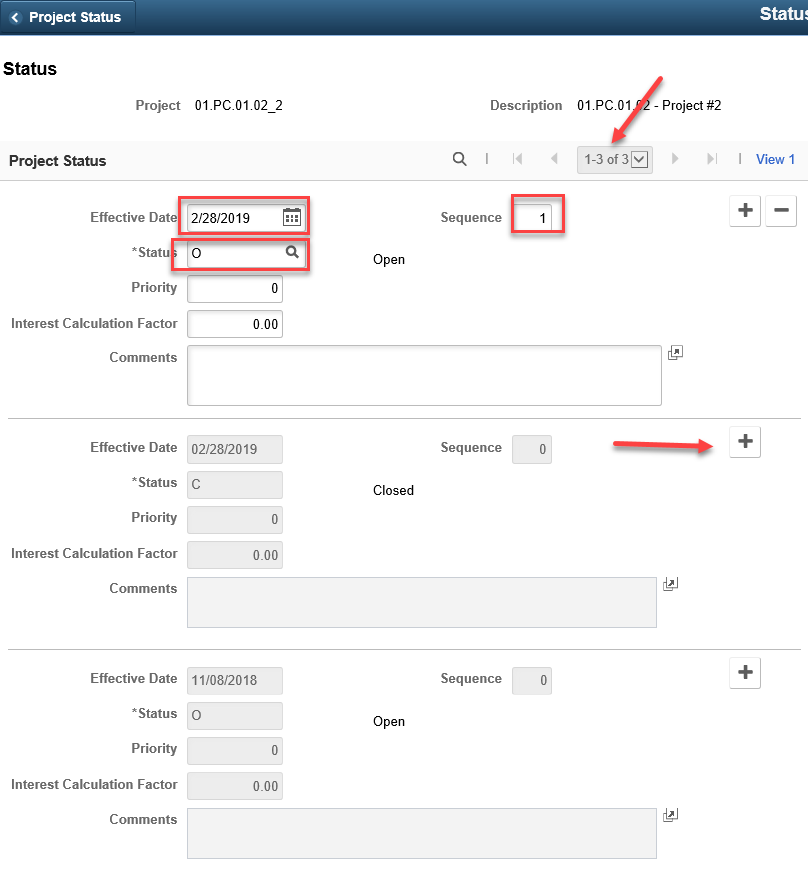 Project Status
Status
Project 01.PC.01.02_2 Description 01.PC.01.02 - Project #2
Project Status 1-3 of 3 View 1
Effective Date 2/28/2019 Sequence 1
*Status O Open
Priority 0
Interest Calculation Factor 0.00
Comments
Effective Date 02/28/2019 Sequence 0
*Status C Closed
Priority 0
Interest Calculation Factor 0.00
Comments
Effective Date 11/08/2018 Sequence 0
*Status O Open
Priority 0
Interest Calculation Factor 0.00
Comments